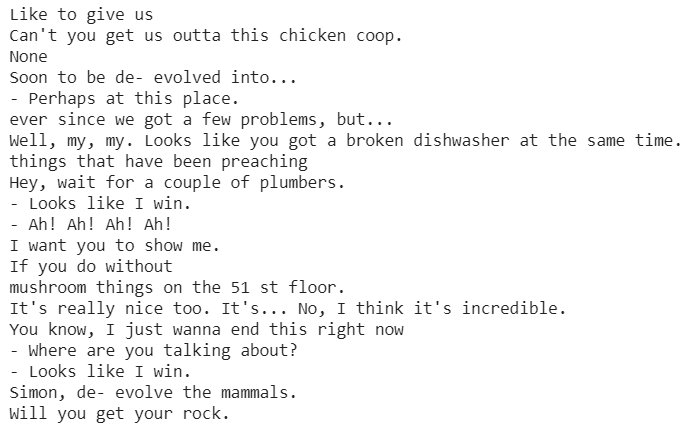 Like to give us
Can't you get us outta this chicken coop.
None
Soon to be de- evolved into...
- Perhaps at this place.
ever since we got a few problems, but...
Well, my, my. Looks like you got a broken dishwasher at the same time.
things that have been preaching
Hey, wait for a couple of plumbers.
- Looks like I win.
- Ah! Ah! Ah! Ah!
I want you to show me.
If you do without
mushroom things on the 51 st floor.
It's really nice too. It's... No, I think it's incredible.
You know, I just wanna end this right now
- Where are you talking about?
- Looks like I win.
Simon, de- evolve the mammals.
Will you get your rock.